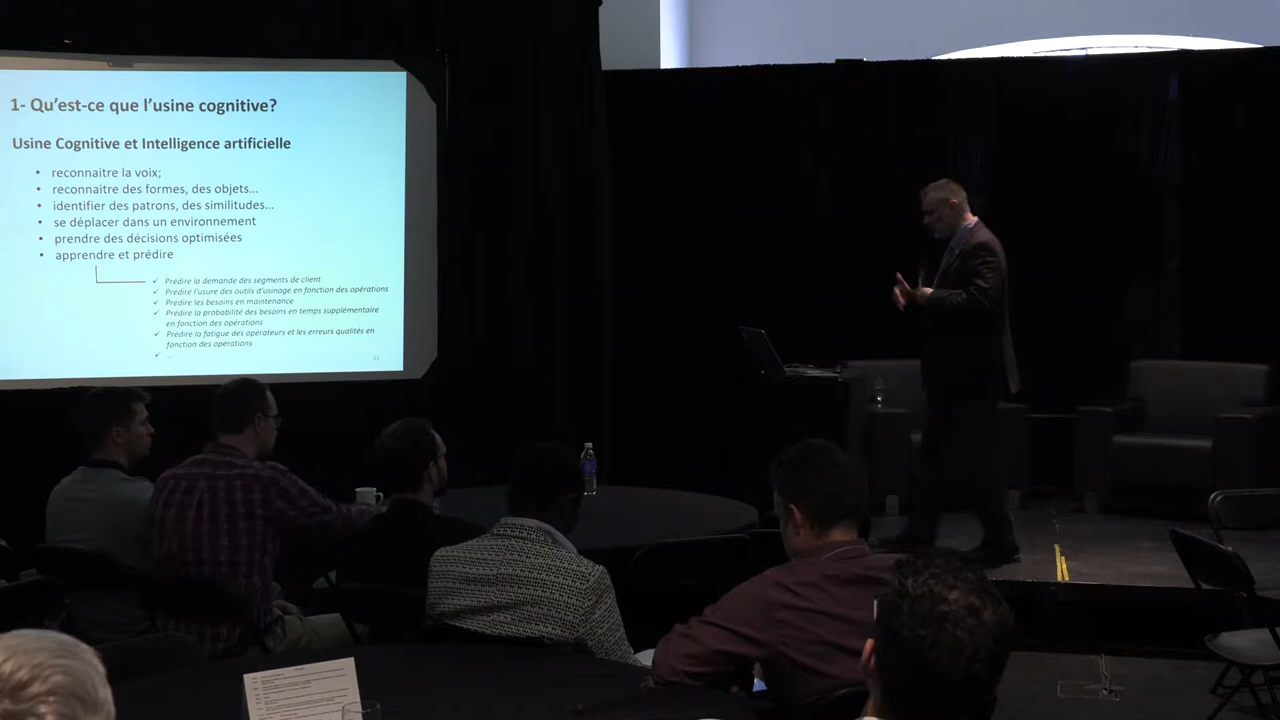 1- Qu'est-ce que l'usine cognitive?
Usine Cognitive et Intelligence artificielle
• reconnaitre la voix;
• reconnaitre des formes, des objets...
• identifier des patrons, des similitudes...
• se déplacer dans un environnement
• prendre des décisions optimisées
• apprendre et prédire
✓ Prédire la demande des segments de client
✓ Prédire l'usure des outils d'usinage en fonction des opérations
✓ Prédire les besoins en maintenance
✓ Prédire la probabilité des besoins en temps supplémentaire
en fonction des operations
✓ Prédire la fatigue des operateurs et les erreurs qualités en
fonction des operations
✓ ....